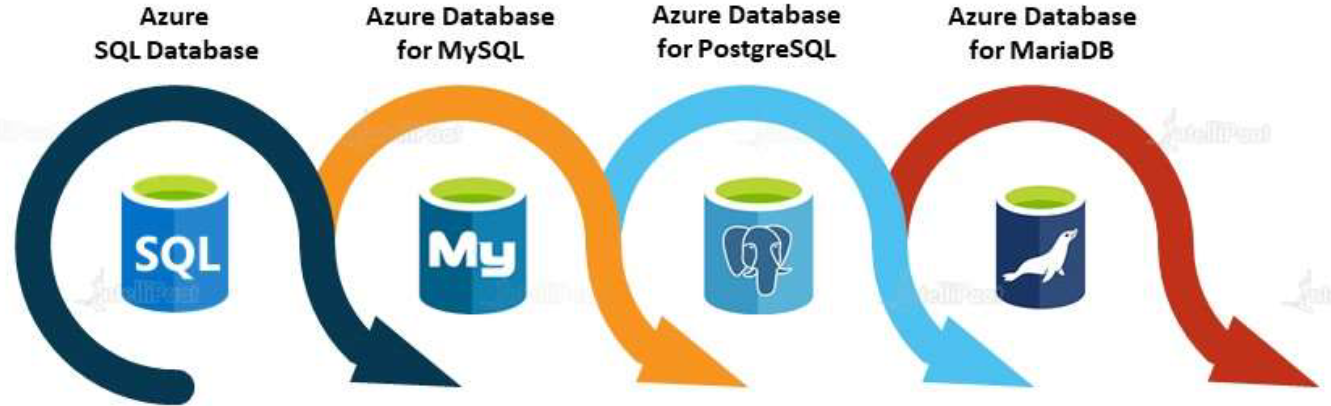 Azure
SQL Database
Azure Database
for MySQL
Azure Database
for PostgreSQL
Azure Database
for MariaDB
SQL
My